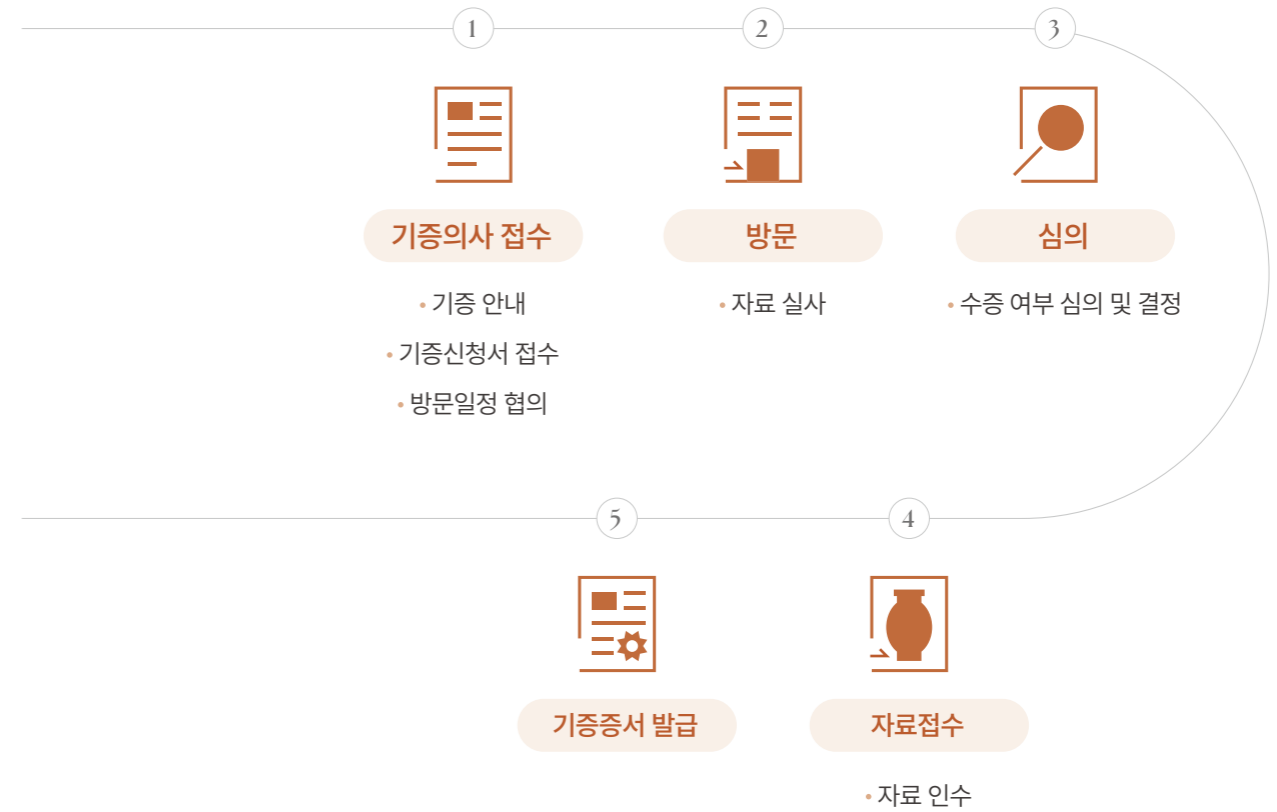 1
2
3
기증의사 접수
방문
심의
• 기증 안내
• 자료 실사
• 수증 여부 심의 및 결정
• 기증신청서 접수
• 방문일정 협의
5
4
기증증서 발급
자료접수
• 자료 인수